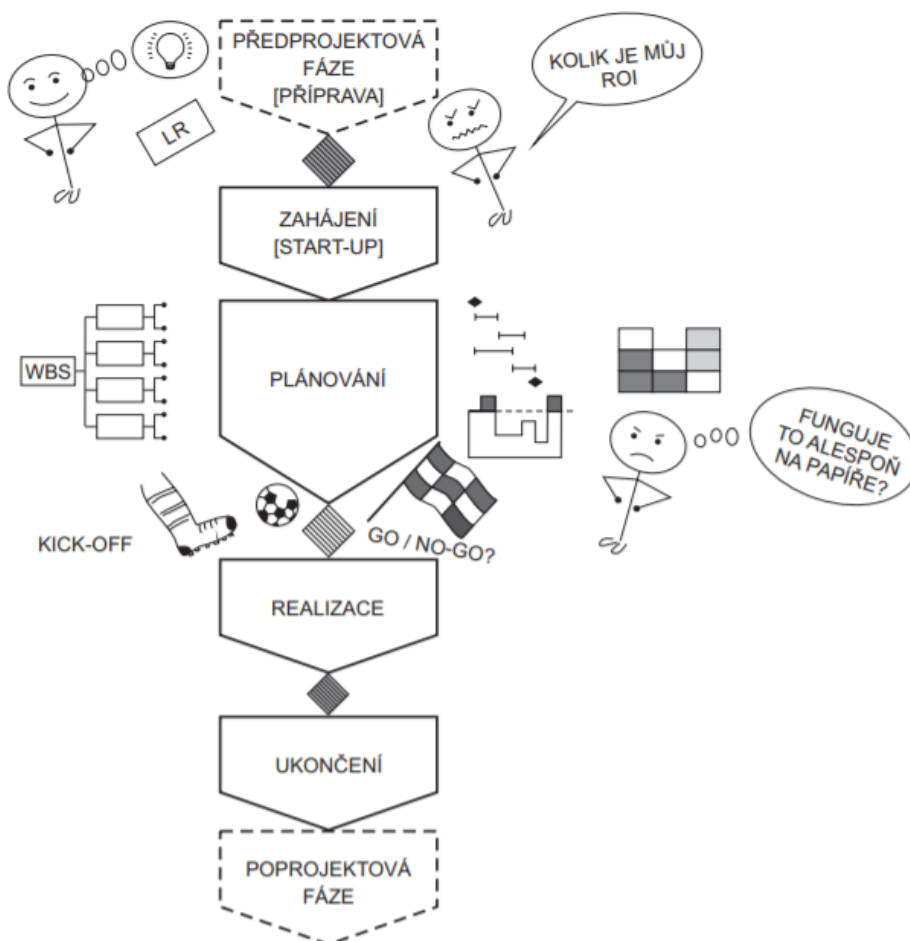 PŘEDPROJEKTOVÁ
FÁZE
[PŘÍPRAVA]
KOLIK JE MŮJ
ROI
LR
ZAHÁJENÍ
[START-UP]
WBS
PLÁNOVÁNÍ
FUNGUJE
TO ALESPOŇ
NA PAPÍŘE?
KICK-OFF
GO / NO-GO?
REALIZACE
UKONČENÍ
POPROJEKTOVÁ
FÁZE